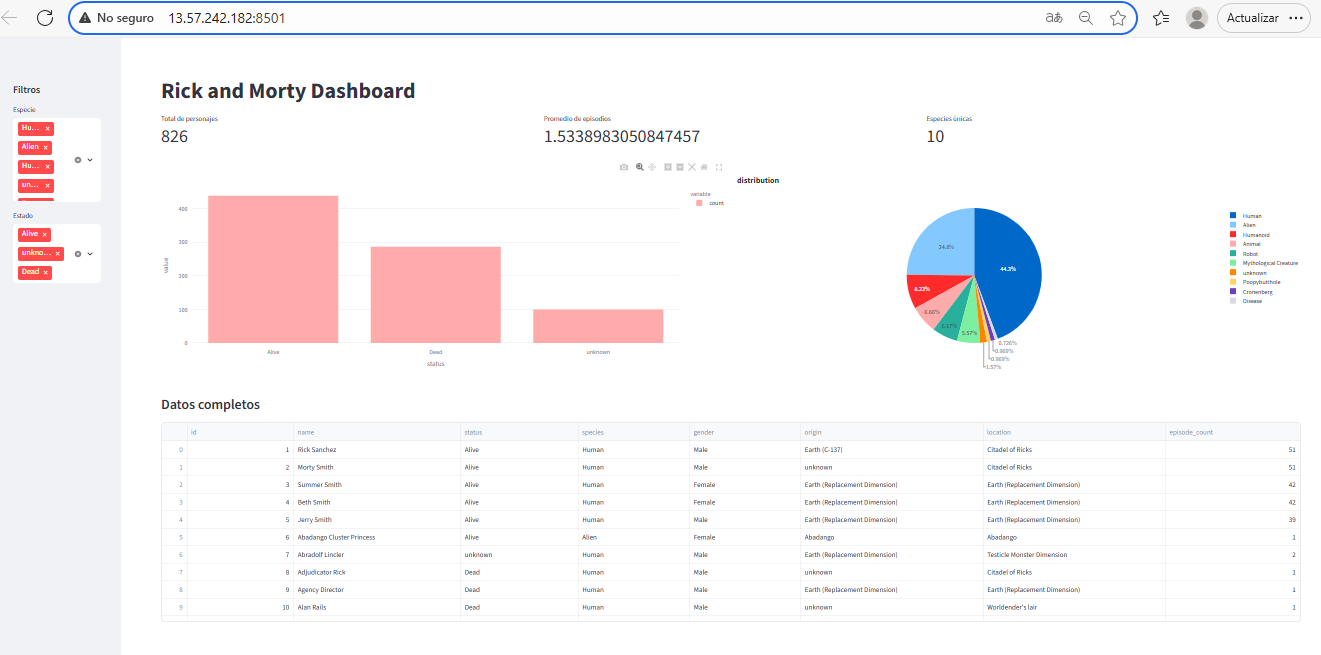 No seguro 13.57.242.182:8501 Actualizar
Rick and Morty Dashboard
Filtros
Especie
Hu... ×
Alien ×
Hu... ×
un... ×
Estado
Alive ×
unkno... ×
Dead ×
Total de personajes Promedio de episodios Especies únicas
826 1.5338983050847457 10
distribution
variable
count
400
300
200
100
0
value
Alive Dead unknown
status
44.3%
24.8%
8.23%
6.66%
6.17%
5.57%
0.726%
0.969%
0.969%
1.57%
Human
Alien
Humanoid
Animal
Robot
Mythological Creature
unknown
Poopybutthole
Cronenberg
Disease
Datos completos
id name status species gender origin location episode_count
0 1 Rick Sanchez Alive Human Male Earth (C-137) Citadel of Ricks 51
1 2 Morty Smith Alive Human Male unknown Citadel of Ricks 51
2 3 Summer Smith Alive Human Female Earth (Replacement Dimension) Earth (Replacement Dimension) 42
3 4 Beth Smith Alive Human Female Earth (Replacement Dimension) Earth (Replacement Dimension) 42
4 5 Jerry Smith Alive Human Male Earth (Replacement Dimension) Earth (Replacement Dimension) 39
5 6 Abadango Cluster Princess Alive Alien Female Abadango Abadango 1
6 7 Abradolf Lincler unknown Human Male Earth (Replacement Dimension) Testicle Monster Dimension 2
7 8 Adjudicator Rick Dead Human Male unknown Citadel of Ricks 1
8 9 Agency Director Dead Human Male Earth (Replacement Dimension) Earth (Replacement Dimension) 1
9 10 Alan Rails Dead Human Male unknown Worldender's lair 1